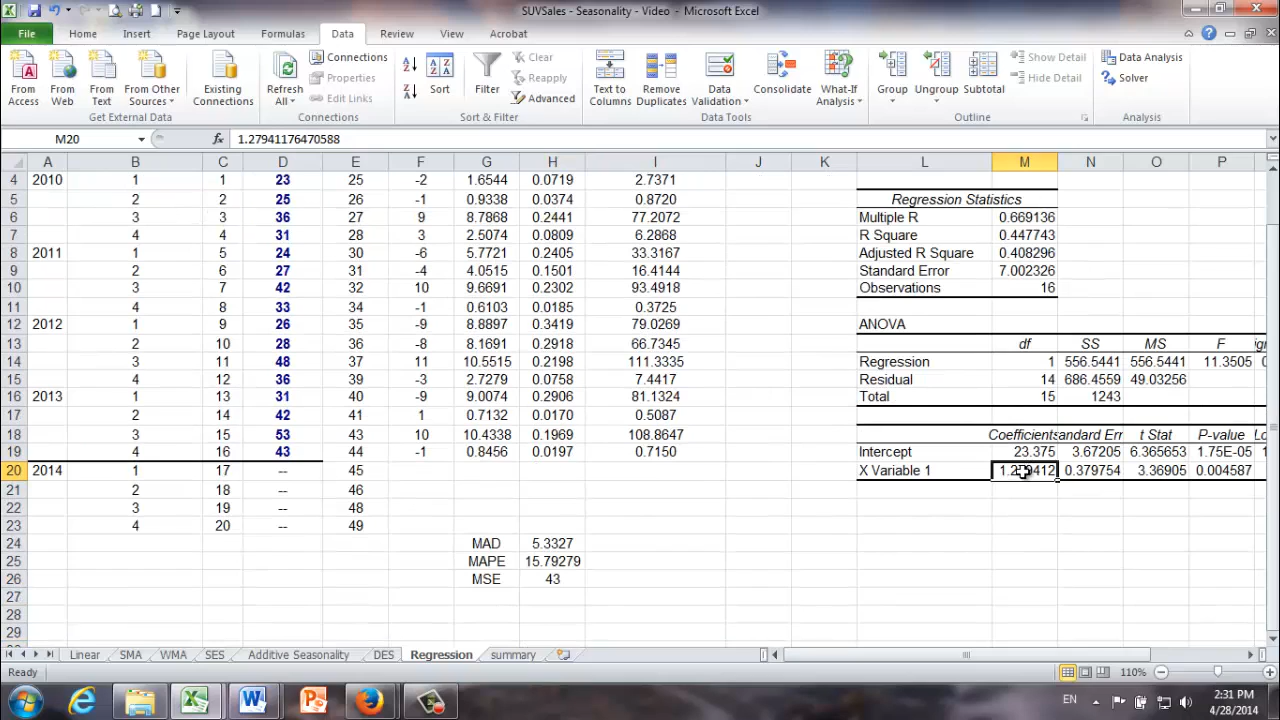 SUVSales - Seasonality - Video - Microsoft Excel
File Home Insert Page Layout Formulas Data Review View Acrobat
From Access From Web From Text From Other Sources Existing Connections Refresh All Connections Properties Edit Links Sort Filter Clear Reapply Advanced Text to Columns Remove Duplicates Data Validation Consolidate What-If Analysis Group Ungroup Subtotal Show Detail Hide Detail Data Analysis Solver
Get External Data Connections Sort & Filter Data Tools Outline Analysis
M20 fx 1.27941176470588
A B C D E F G H I J K L M N O P
4 2010 1 1 23 25 -2 1.6544 0.0719 2.7371
5 2 2 25 26 -1 0.9338 0.0374 0.8720 Regression Statistics
6 3 3 36 27 9 8.7868 0.2441 77.2072 Multiple R 0.669136
7 4 4 31 28 3 2.5074 0.0809 6.2868 R Square 0.447743
8 2011 1 5 24 30 -6 5.7721 0.2405 33.3167 Adjusted R Square 0.408296
9 2 6 27 31 -4 4.0515 0.1501 16.4144 Standard Error 7.002326
10 3 7 42 32 10 9.6691 0.2302 93.4918 Observations 16
11 4 8 33 34 -1 0.6103 0.0185 0.3725
12 2012 1 9 26 35 -9 8.8897 0.3419 79.0269 ANOVA
13 2 10 28 36 -8 8.1691 0.2918 66.7345 df SS MS F
14 3 11 48 37 11 10.5515 0.2198 111.3335 Regression 1 556.5441 556.5441 11.3505
15 4 12 36 39 -3 2.7279 0.0758 7.4417 Residual 14 686.4559 49.03256
16 2013 1 13 31 40 -9 9.0074 0.2906 81.1324 Total 15 1243
17 2 14 42 41 1 0.7132 0.0170 0.5087
18 3 15 53 43 10 10.4338 0.1969 108.8647 Coefficients andard Err t Stat P-value Lo
19 4 16 43 44 -1 0.8456 0.0197 0.7150 Intercept 23.375 3.67205 6.365653 1.75E-05
20 2014 1 17 -- 45 X Variable 1 1.279412 0.379754 3.36905 0.004587
21 2 18 -- 46
22 3 19 -- 48
23 4 20 -- 49
24 MAD 5.3327
25 MAPE 15.79279
26 MSE 43
27
28
29
Linear SMA WMA SES Additive Seasonality DES Regression summary
Ready 110%
EN 2:31 PM
4/28/2014